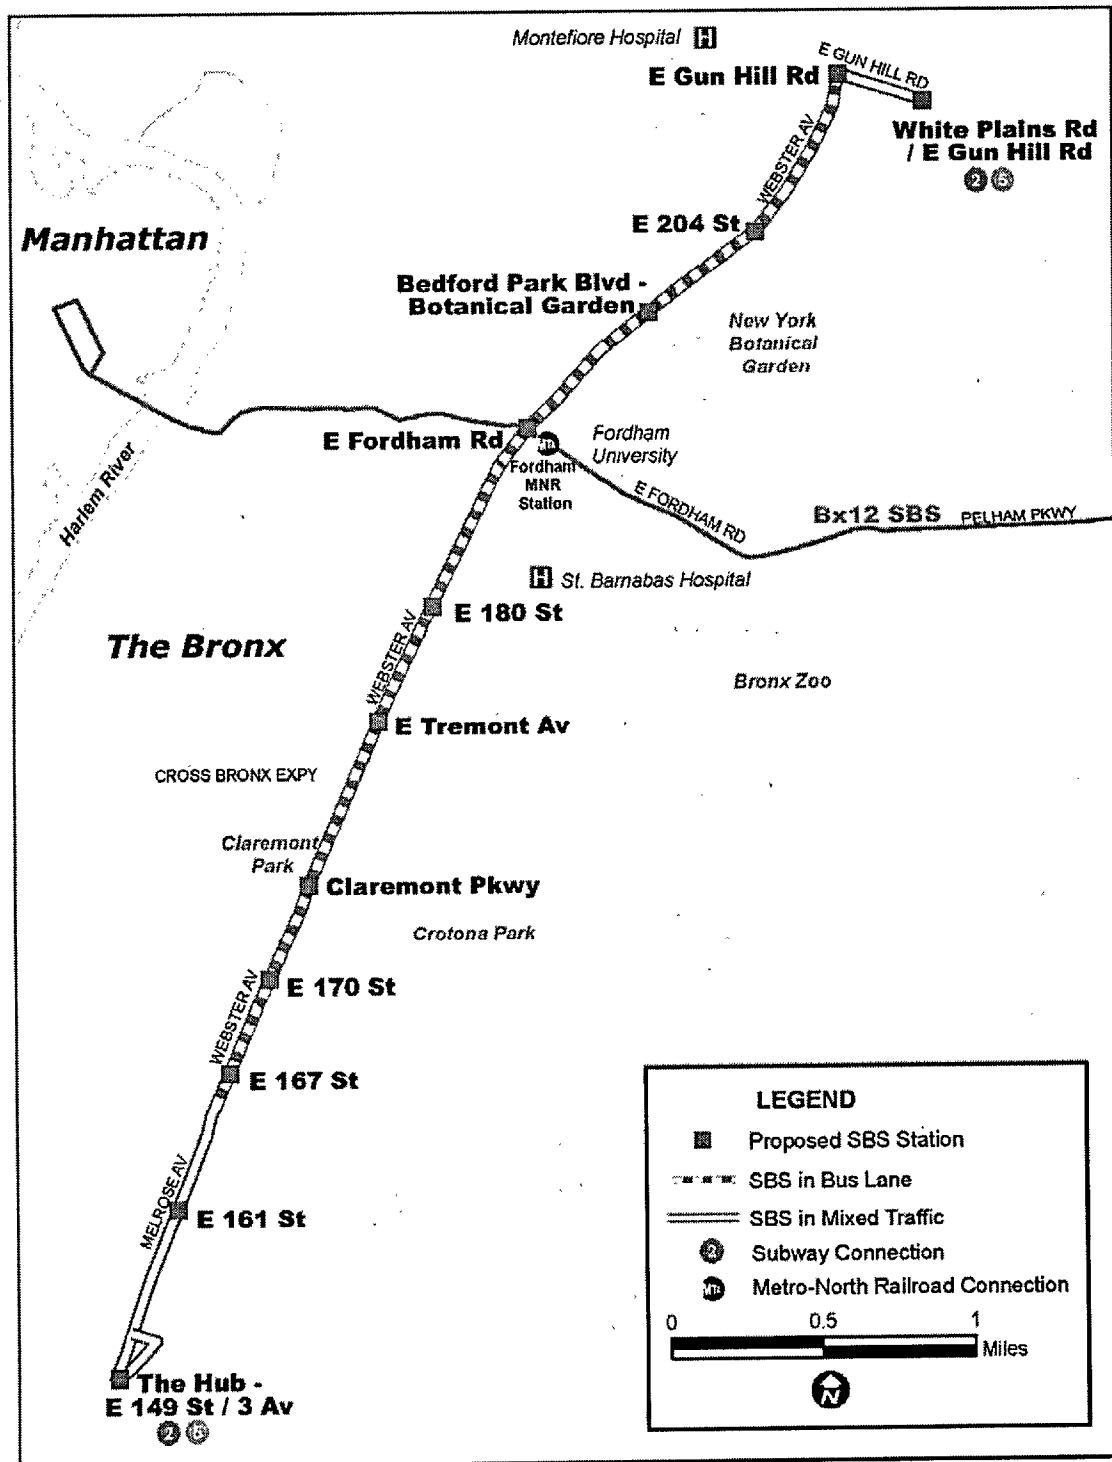 Montefiore Hospital H
E GUN HILL RD
E Gun Hill Rd
White Plains Rd
/ E Gun Hill Rd
2 5
WEBSTER AV
E 204 St
Manhattan
Bedford Park Blvd -
Botanical Garden
New York
Botanical
Garden
E Fordham Rd
Fordham
MNR
Station
Fordham
University
Harlem River
E FORDHAM RD
Bx12 SBS PELHAM PKWY
H St. Barnabas Hospital
E 180 St
The Bronx
WEBSTER AV
Bronx Zoo
E Tremont Av
CROSS BRONX EXPY
Claremont
Park
Claremont Pkwy
Crotona Park
E 170 St
WEBSTER AV
E 167 St
MELROSE AV
E 161 St
The Hub -
E 149 St / 3 Av
2 5
LEGEND
Proposed SBS Station
SBS in Bus Lane
SBS in Mixed Traffic
2 Subway Connection
Metro-North Railroad Connection
0 0.5 1
Miles
N